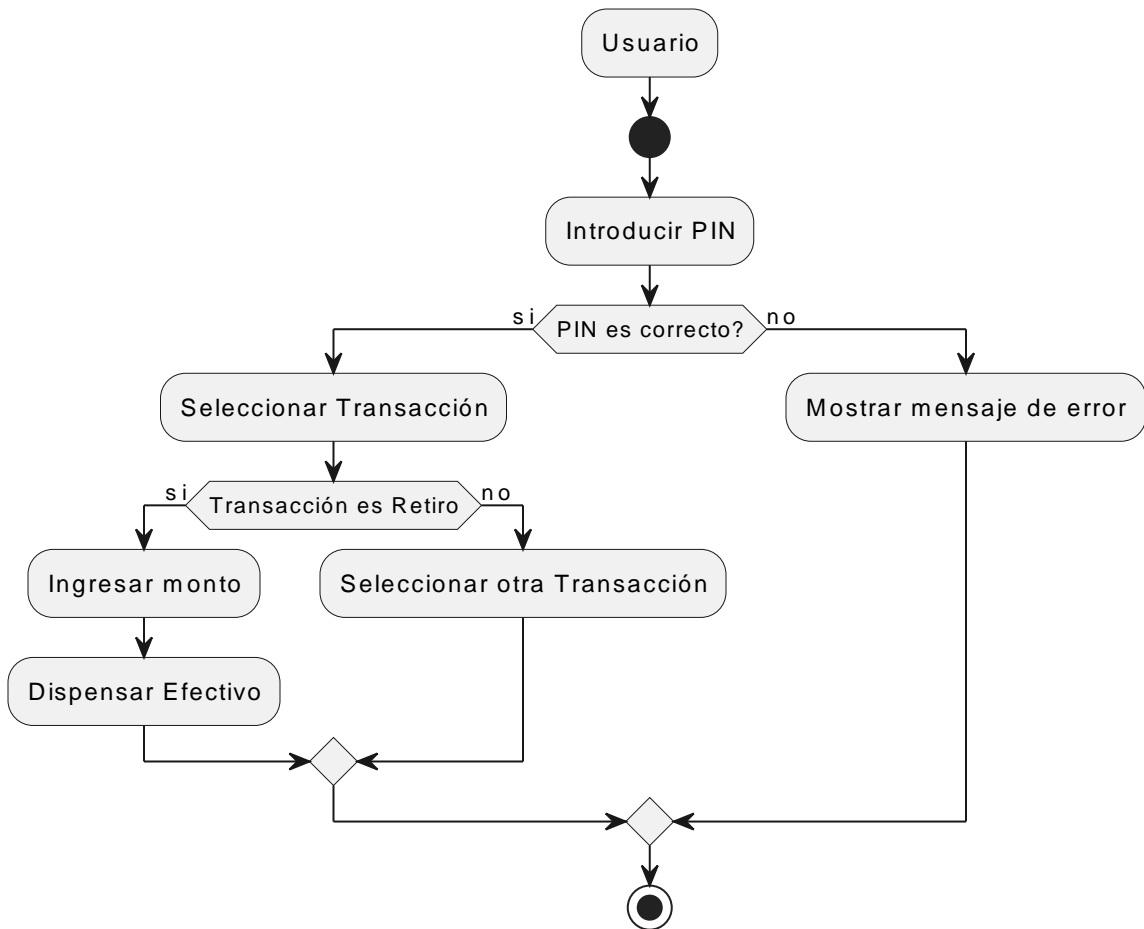 Usuario
Introducir PIN
si
PIN es correcto?
no
Seleccionar Transacción
Mostrar mensaje de error
si
Transacción es Retiro
no
Ingresar monto
Seleccionar otra Transacción
Dispensar Efectivo